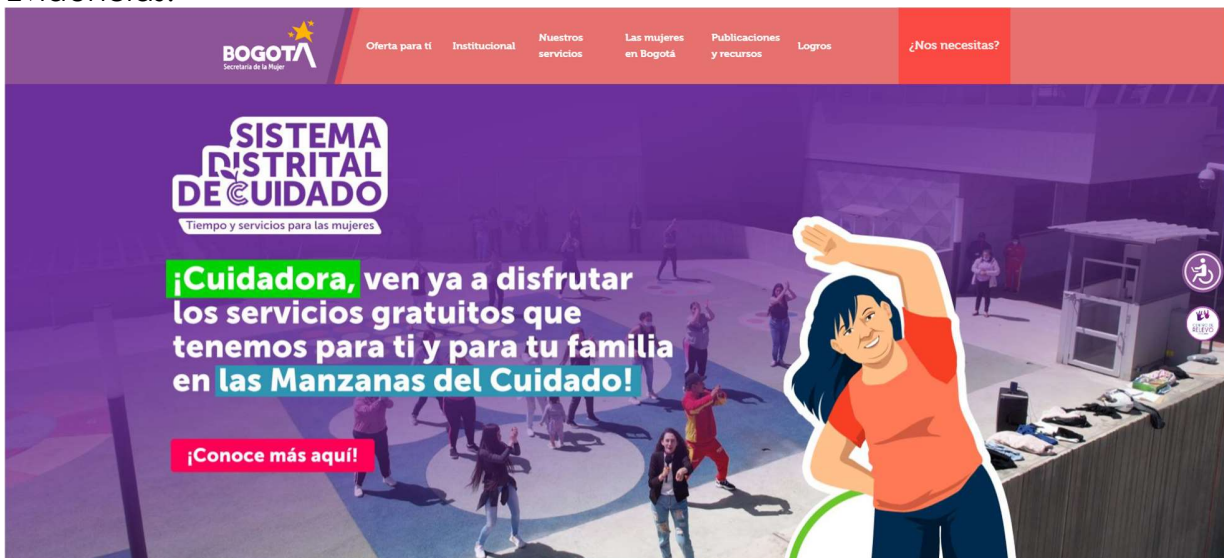 Evidencias:
BOGOTÁ
Secretaría de la Mujer
Oferta para tí
Institucional
Nuestros
servicios
Las mujeres
en Bogotá
Publicaciones
y recursos
Logros
¿Nos necesitas?
SISTEMA
DISTRITAL
DE CUIDADO
Tiempo y servicios para las mujeres
¡Cuidadora, ven ya a disfrutar
los servicios gratuitos que
tenemos para ti y para tu familia
en las Manzanas del Cuidado!
¡Conoce más aquí!
RELEVO